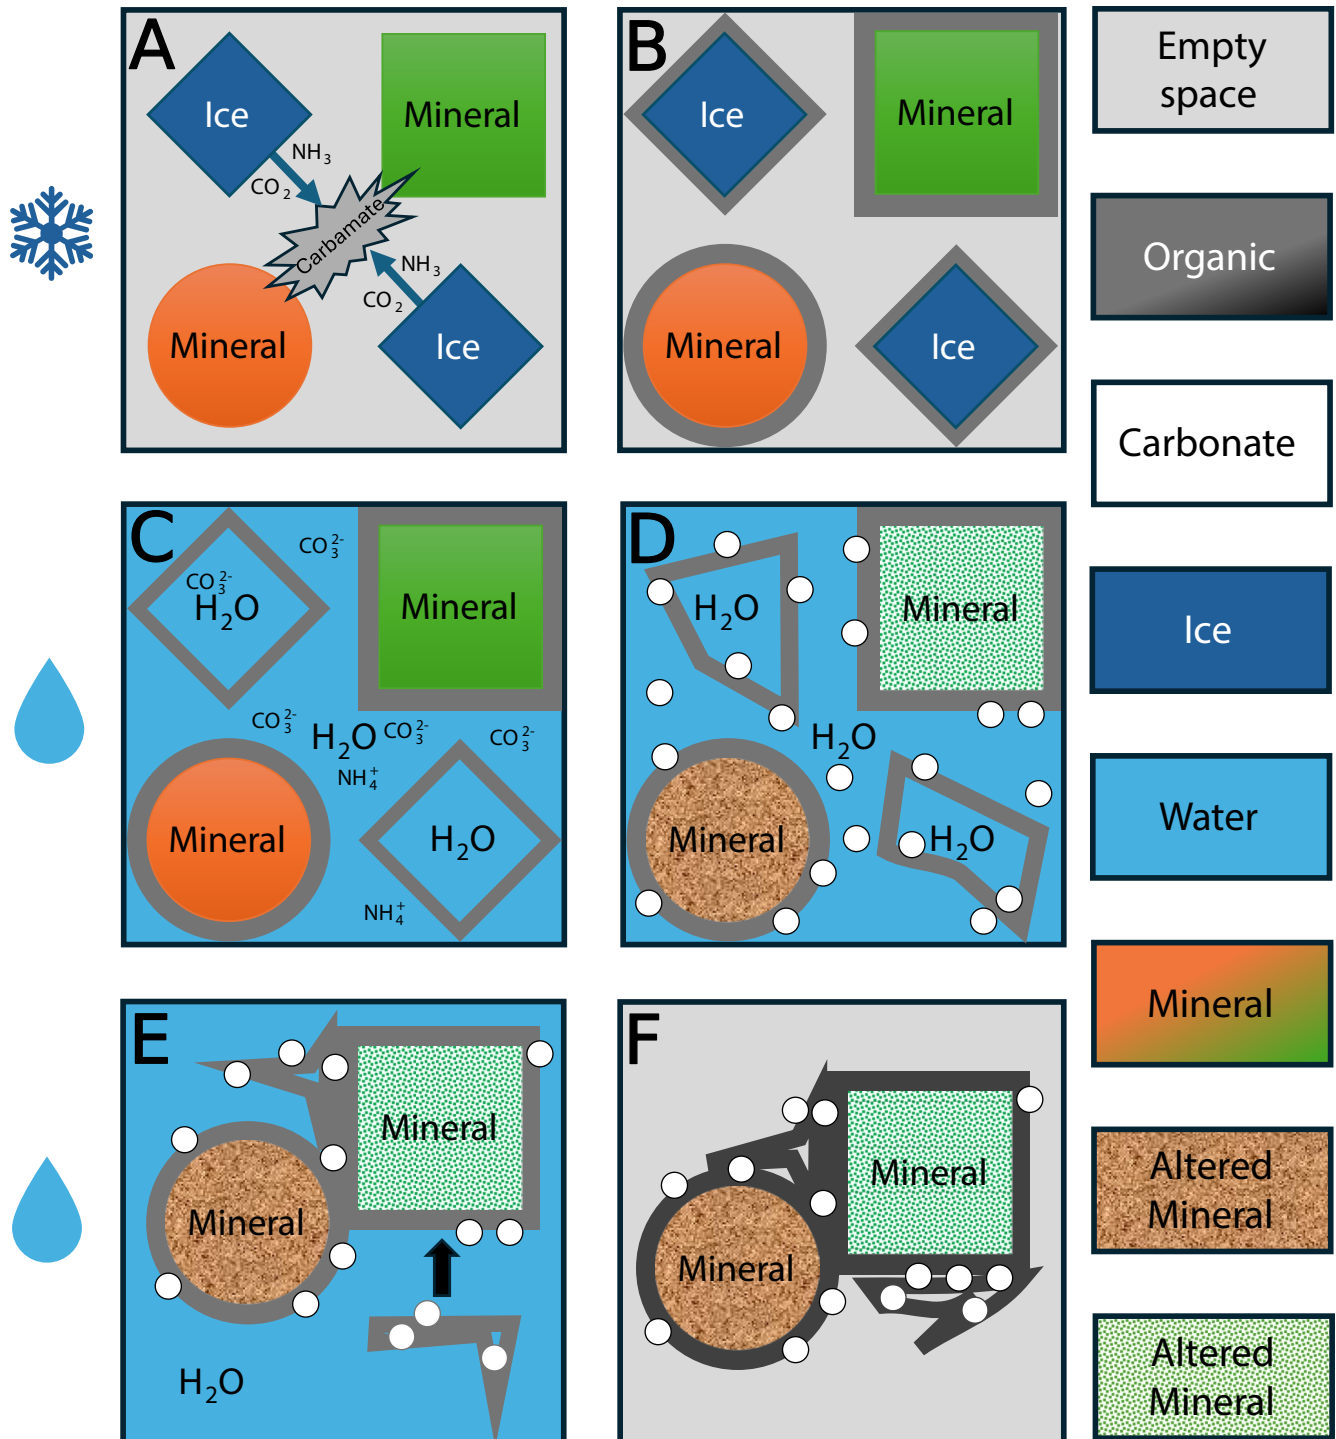 A
Ice
Mineral
NH3
CO2
Carbamate
NH3
CO2
Mineral
Ice
B
Ice
Mineral
Mineral
Ice
Empty
space
Organic
Carbonate
Ice
Water
Mineral
Altered
Mineral
Altered
Mineral
C
CO3^2-
CO3^2-
H2O
Mineral
CO3^2-
H2O
CO3^2-
CO3^2-
NH4^+
Mineral
H2O
NH4^+
D
H2O
Mineral
H2O
Mineral
H2O
E
Mineral
Mineral
H2O
F
Mineral
Mineral